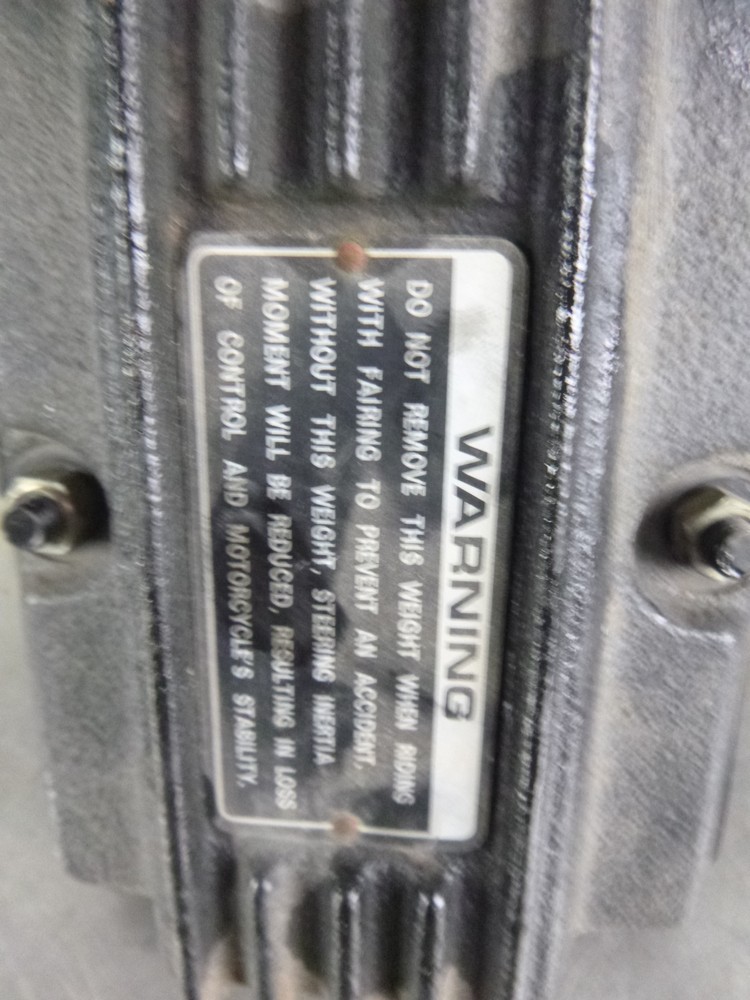 WARNING
DO NOT REMOVE THIS WEIGHT WHEN RIDING
WITH FAIRING TO PREVENT AN ACCIDENT.
WITHOUT THIS WEIGHT, STEERING INERTIA
MOMENT WILL BE REDUCED, RESULTING IN LOSS
OF CONTROL AND MOTORCYCLE'S STABILITY.